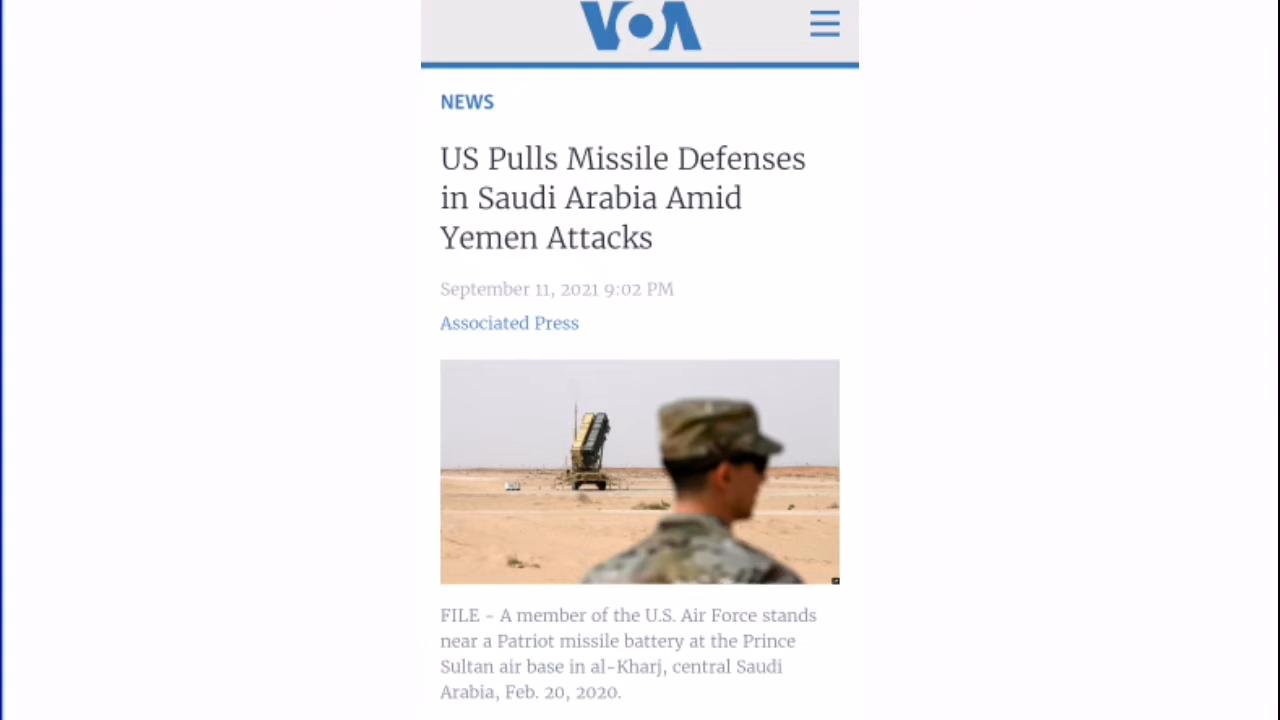 VOA
NEWS
US Pulls Missile Defenses
in Saudi Arabia Amid
Yemen Attacks
September 11, 2021 9:02 PM
Associated Press
FILE - A member of the U.S. Air Force stands
near a Patriot missile battery at the Prince
Sultan air base in al-Kharj, central Saudi
Arabia, Feb. 20, 2020.